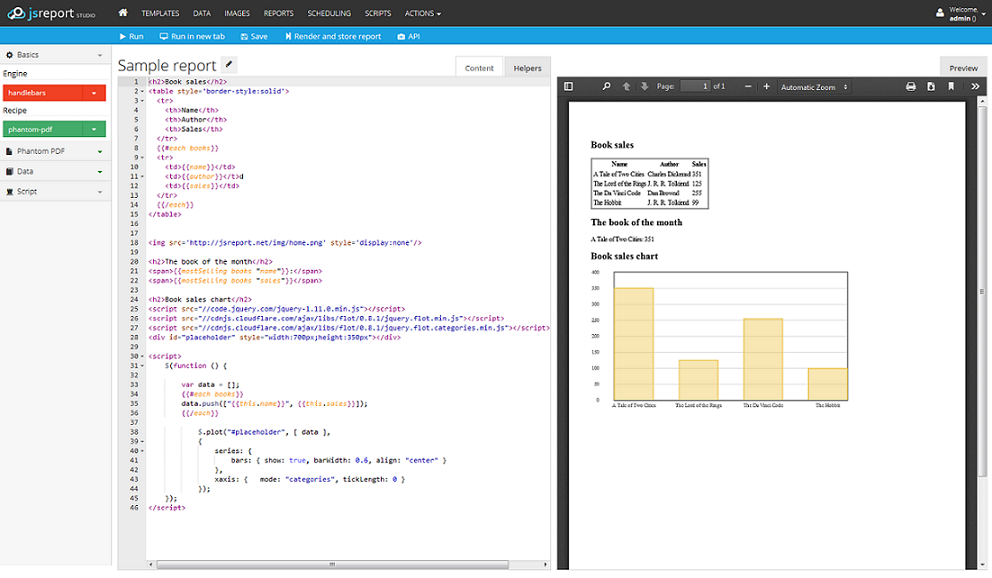 jsreport STUDIO
TEMPLATES DATA IMAGES REPORTS SCHEDULING SCRIPTS ACTIONS
Welcome,
admin ()
Run Run in new tab Save Render and store report API
Basics
Engine
handlebars
Recipe
phantom-pdf
Phantom PDF
Data
Script
Sample report
Content Helpers
1 <h2>Book sales</h2>
2 <table style='border-style:solid'>
3 <tr>
4 <th>Name</th>
5 <th>Author</th>
6 <th>Sales</th>
7 </tr>
8 {{#each books}}
9 <tr>
10 <td>{{name}}</td>
11 <td>{{author}}</t>d
12 <td>{{sales}}</td>
13 </tr>
14 {{/each}}
15 </table>
16
17
18 <img src='http://jsreport.net/img/home.png' style='display:none'/>
19
20 <h2>The book of the month</h2>
21 <span>{{mostSelling books "name"}}:</span>
22 <span>{{mostSelling books "sales"}}</span>
23
24 <h2>Book sales chart</h2>
25 <script src="//code.jquery.com/jquery-1.11.0.min.js"></script>
26 <script src="//cdnjs.cloudflare.com/ajax/libs/flot/0.8.1/jquery.flot.min.js"></script>
27 <script src="//cdnjs.cloudflare.com/ajax/libs/flot/0.8.1/jquery.flot.categories.min.js"></script>
28 <div id="placeholder" style="width:700px;height:350px"></div>
29
30 <script>
31 $(function () {
32
33 var data = [];
34 {{#each books}}
35 data.push(["{{this.name}}", {{this.sales}}]);
36 {{/each}}
37
38 $.plot("#placeholder", [ data ],
39 {
40 series: {
41 bars: { show: true, barWidth: 0.6, align: "center" }
42 },
43 xaxis: { mode: "categories", tickLength: 0 }
44 });
45 });
46 </script>
Preview
Page: 1 of 1 Automatic Zoom
Book sales
Name Author Sales
A Tale of Two Cities Charles Dickensd 351
The Lord of the Rings J. R. R. Tolkiend 125
The Da Vinci Code Dan Brownd 255
The Hobbit J. R. R. Tolkiend 99
The book of the month
A Tale of Two Cities: 351
Book sales chart
400
350
300
250
200
150
100
50
0
A Tale of Two Cities The Lord of the Rings The Da Vinci Code The Hobbit